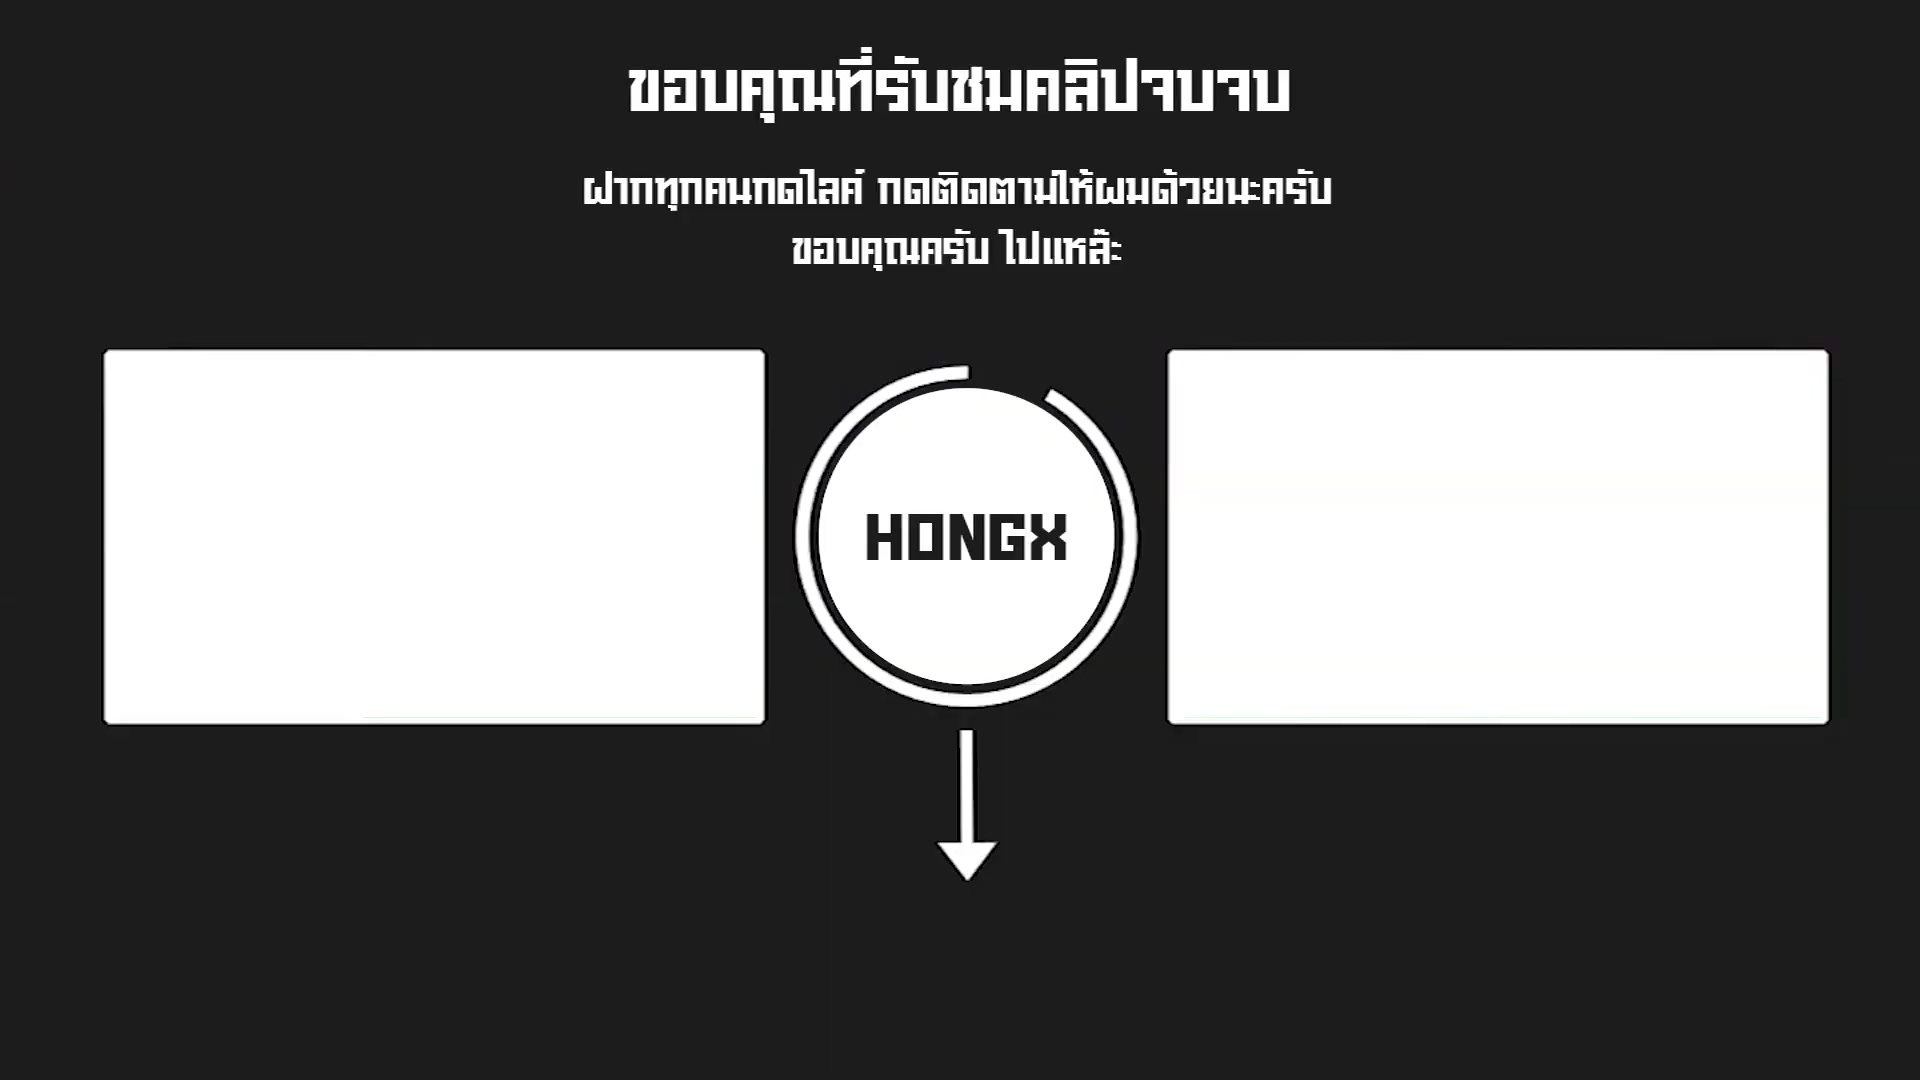 ขอบคุณที่รับชมคลิปจบจบ
ฝากทุกคนกดไลค์ กดติดตามให้ผมด้วยนะครับ
ขอบคุณครับ ไปแหล๊ะ
HONGX